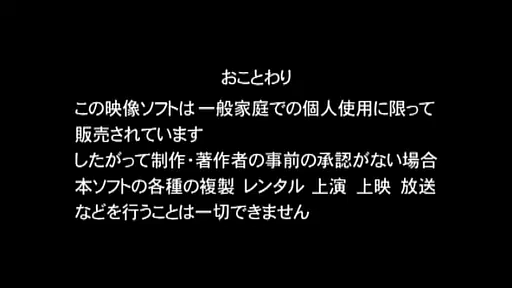 おことわり
この映像ソフトは一般家庭での個人使用に限って
販売されています
したがって制作・著作者の事前の承認がない場合
本ソフトの各種の複製 レンタル 上演 上映 放送
などを行うことは一切できません